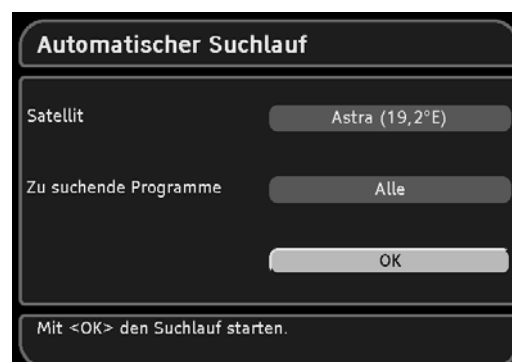 Automatischer Suchlauf
Satellit Astra (19,2°E)
Zu suchende Programme Alle
OK
Mit <OK> den Suchlauf starten.